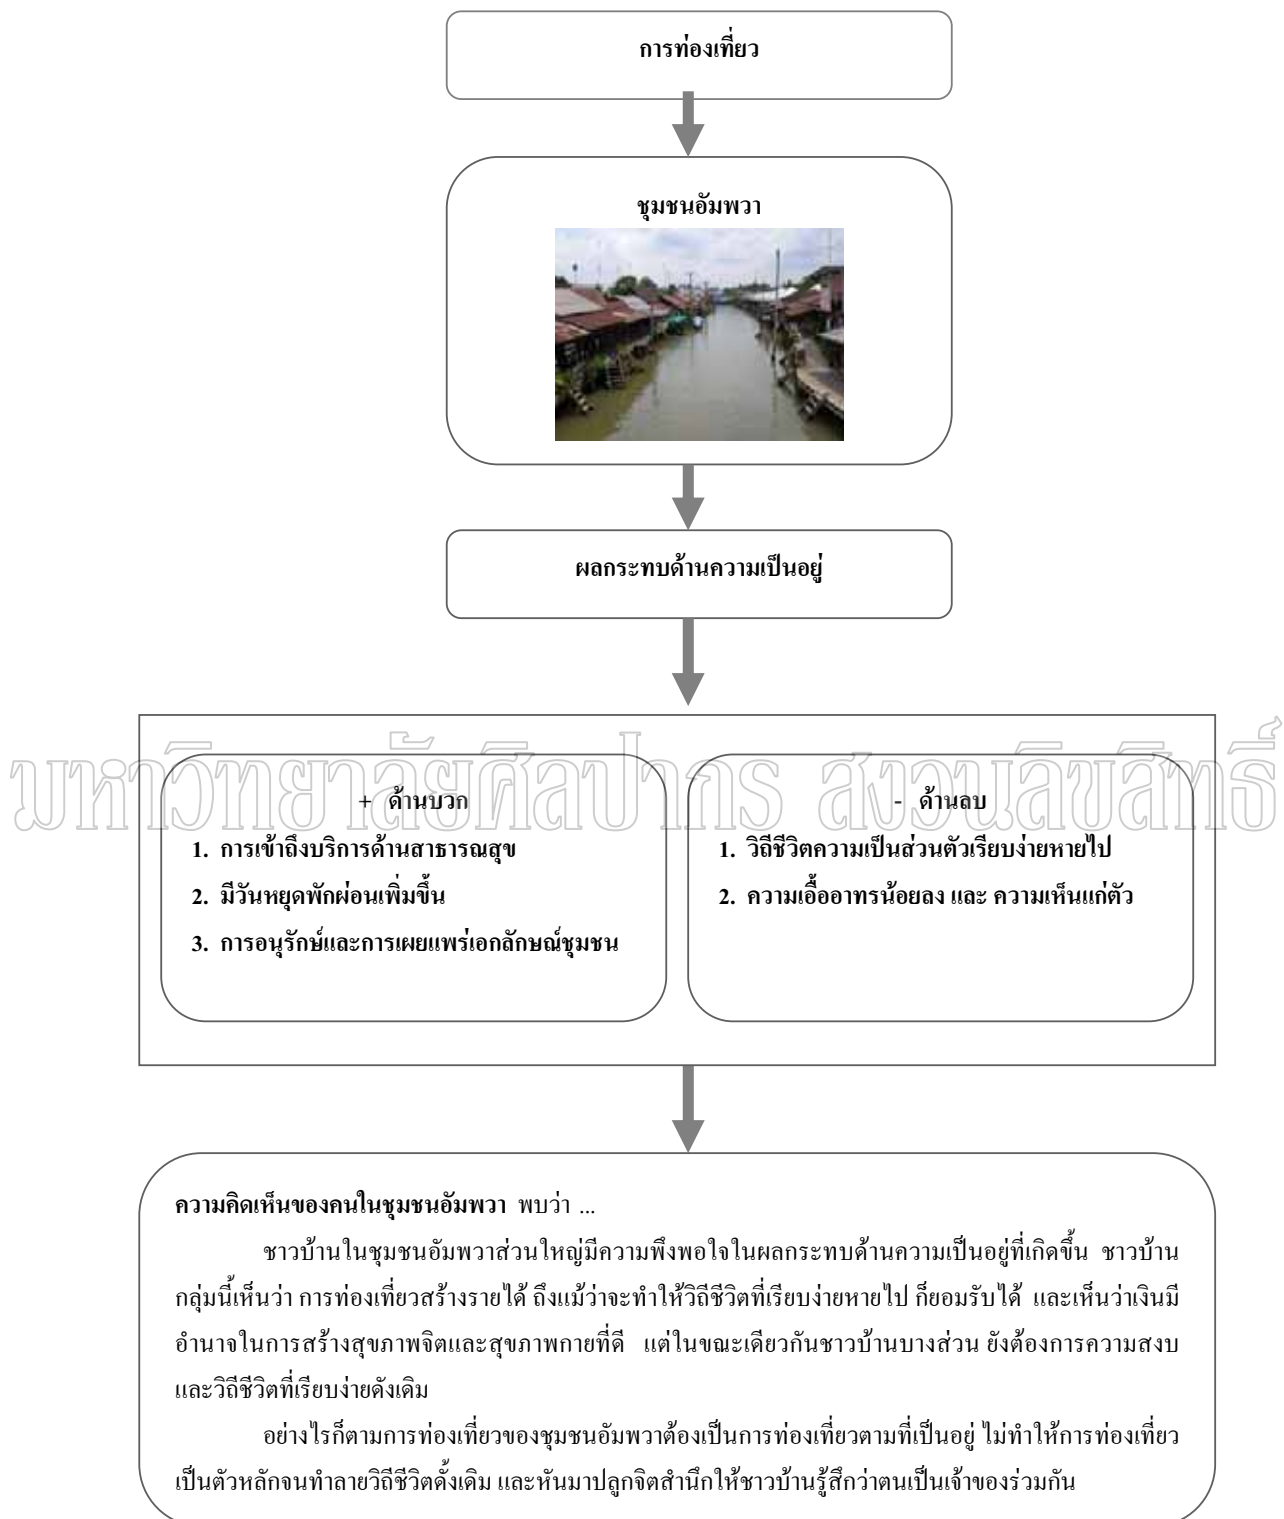 การท่องเที่ยว
ชุมชนอัมพวา
ผลกระทบด้านความเป็นอยู่
มหาวิทยาลัยศิลปากร สงวนลิขสิทธิ์
+ ด้านบวก
1. การเข้าถึงบริการด้านสาธารณสุข
2. มีวันหยุดพักผ่อนเพิ่มขึ้น
3. การอนุรักษ์และการเผยแพร่เอกลักษณ์ชุมชน
- ด้านลบ
1. วิถีชีวิตความเป็นส่วนตัวเรียบง่ายหายไป
2. ความเอื้ออาทรน้อยลง และ ความเห็นแก่ตัว
ความคิดเห็นของคนในชุมชนอัมพวา พบว่า ...
ชาวบ้านในชุมชนอัมพวาส่วนใหญ่มีความพึงพอใจในผลกระทบด้านความเป็นอยู่ที่เกิดขึ้น ชาวบ้าน
กลุ่มนี้เห็นว่า การท่องเที่ยวสร้างรายได้ ถึงแม้ว่าจะทำให้วิถีชีวิตที่เรียบง่ายหายไป ก็ยอมรับได้ และเห็นว่าเงินมี
อำนาจในการสร้างสุขภาพจิตและสุขภาพกายที่ดี แต่ในขณะเดียวกันชาวบ้านบางส่วน ยังต้องการความสงบ
และวิถีชีวิตที่เรียบง่ายดังเดิม
อย่างไรก็ตามการท่องเที่ยวของชุมชนอัมพวาต้องเป็นการท่องเที่ยวตามที่เป็นอยู่ ไม่ทำให้การท่องเที่ยว
เป็นตัวหลักจนทำลายวิถีชีวิตดั้งเดิม และหันมาปลูกจิตสำนึกให้ชาวบ้านรู้สึกว่าตนเป็นเจ้าของร่วมกัน